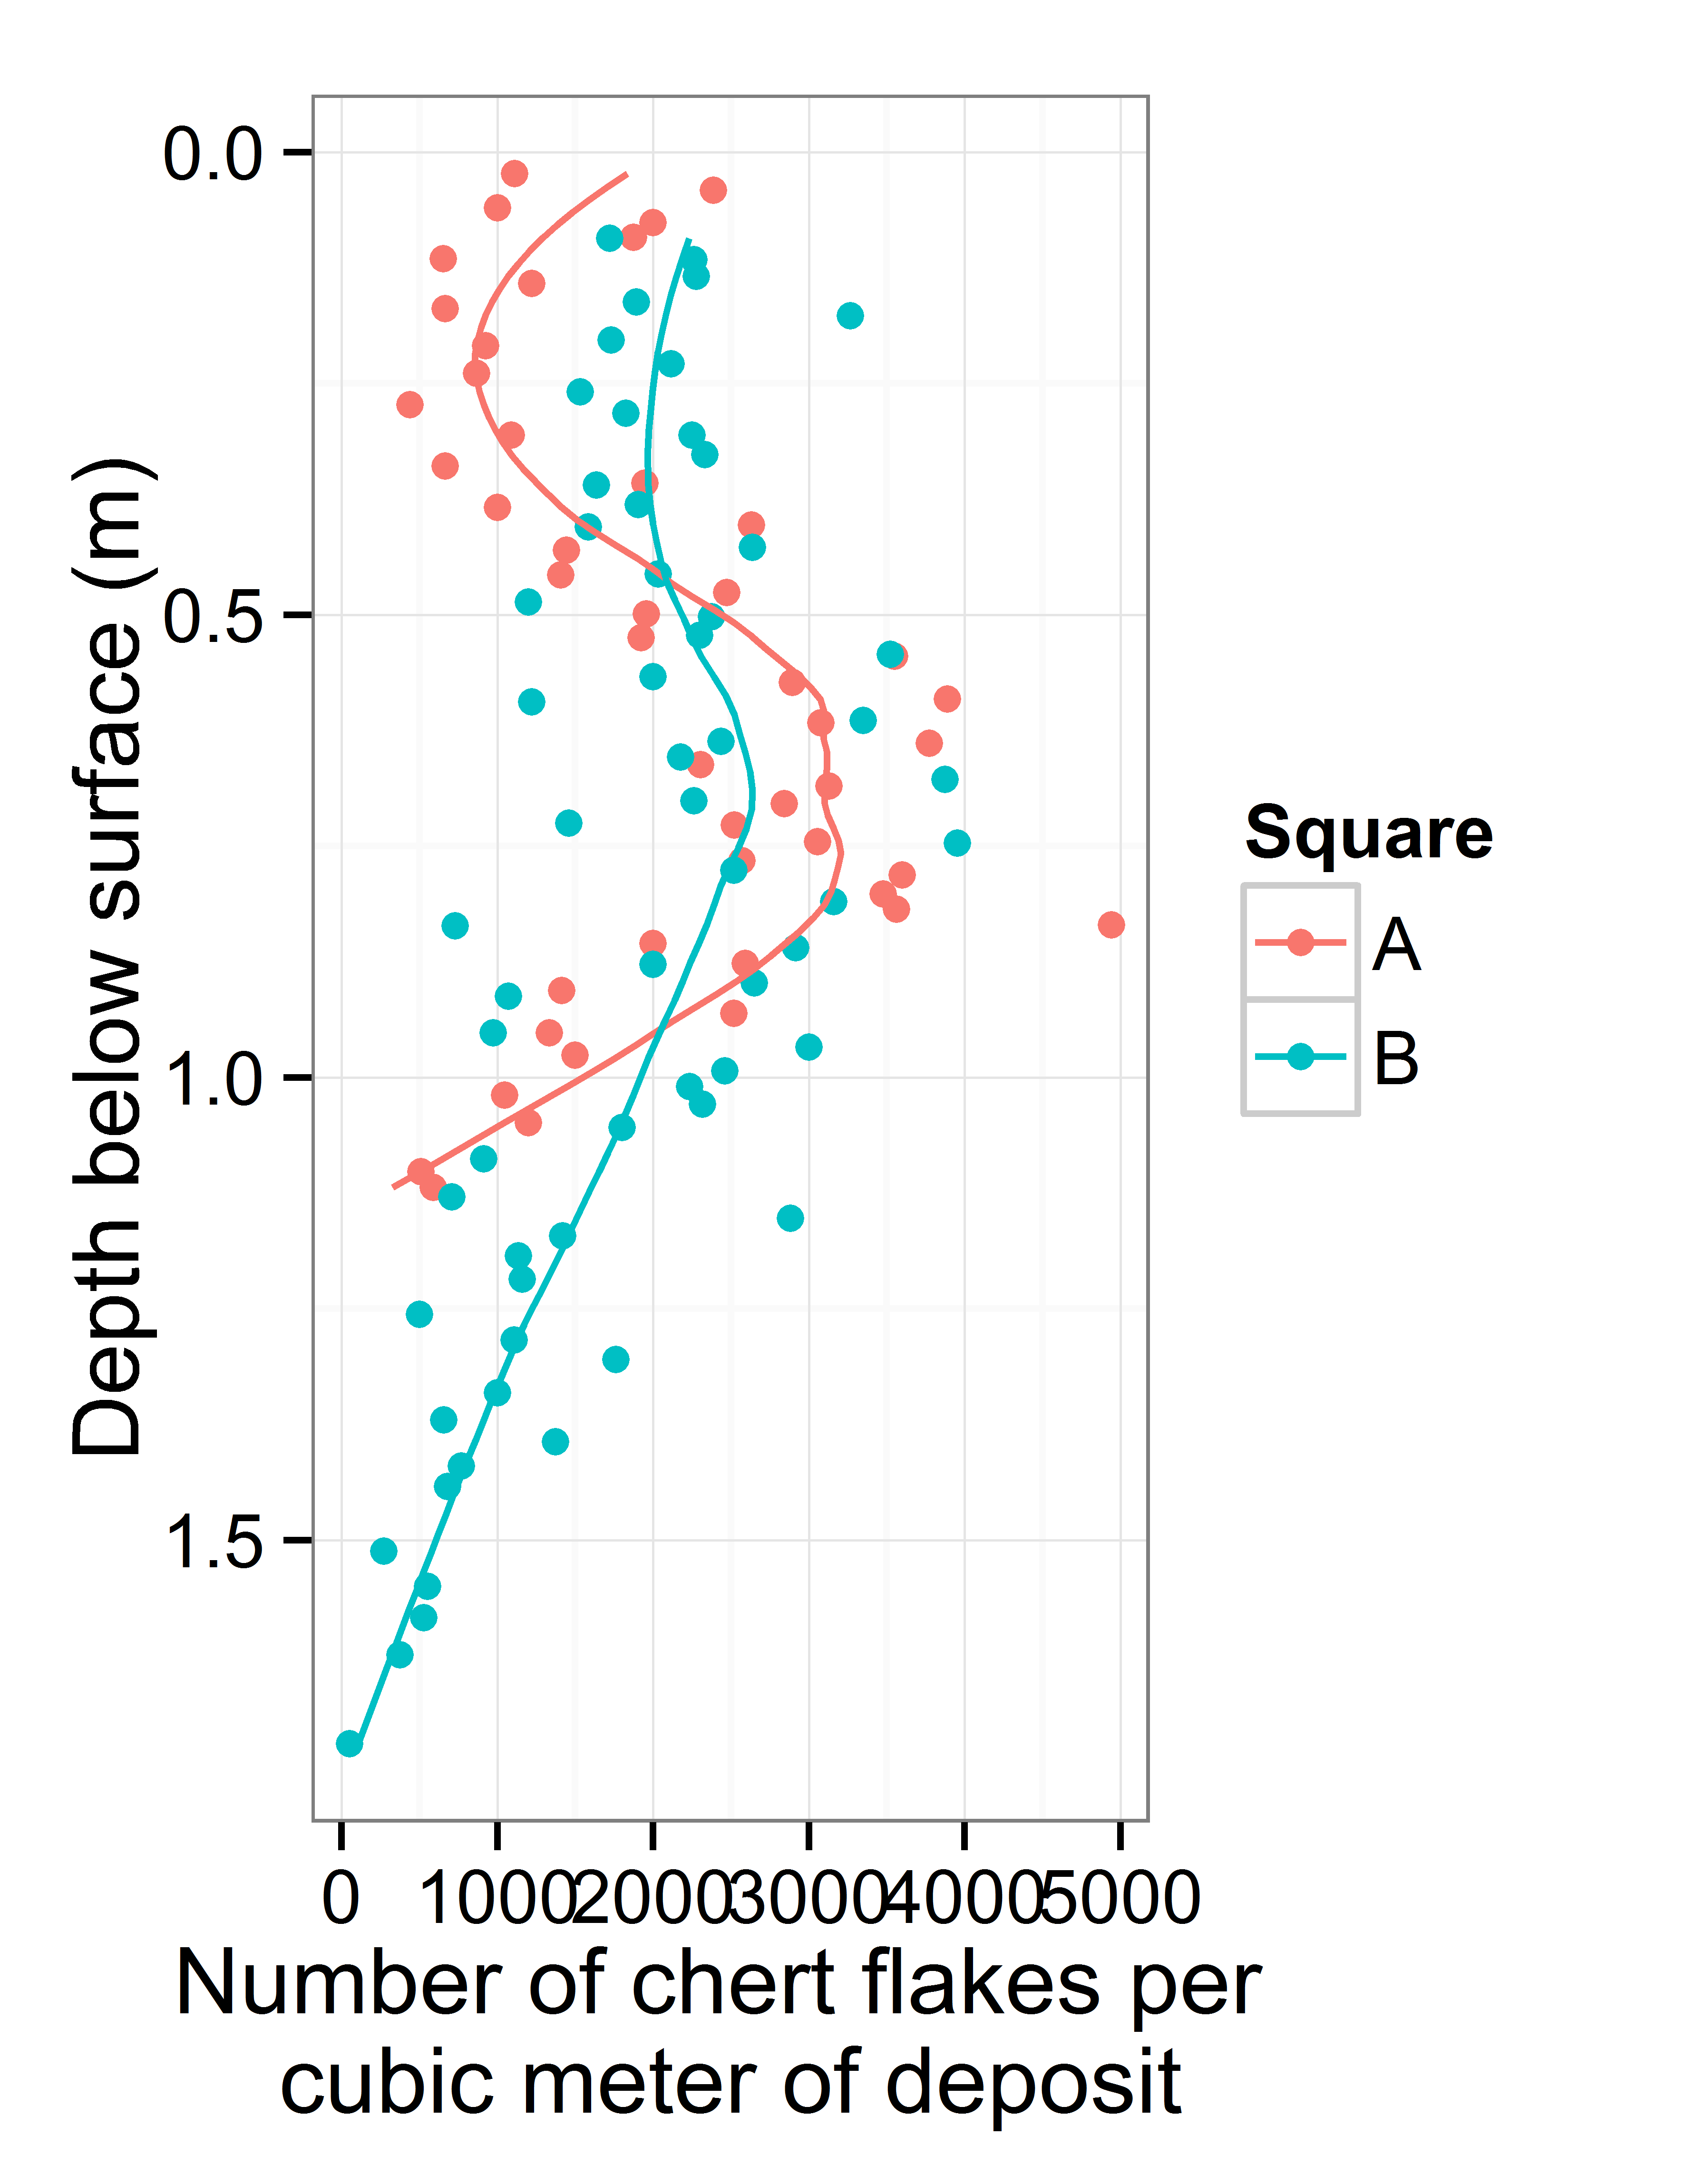 0.0
0.5
1.0
1.5
Depth below surface (m)
0 1000 2000 3000 4000 5000
Number of chert flakes per
cubic meter of deposit
Square
A
B